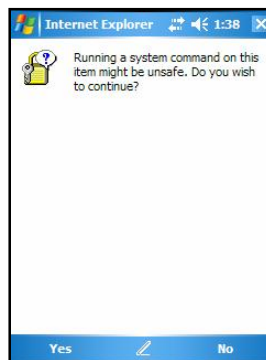 Internet Explorer 1:38
Running a system command on this
item might be unsafe. Do you wish
to continue?
Yes No